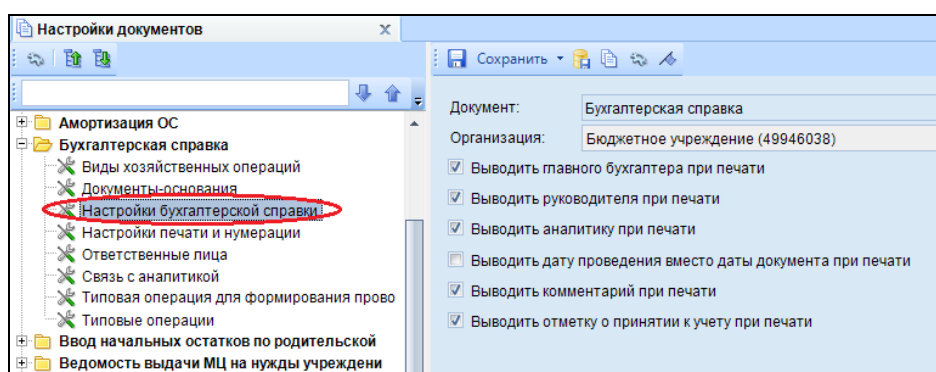 Настройки документов
Амортизация ОС
Бухгалтерская справка
Виды хозяйственных операций
Документы-основания
Настройки бухгалтерской справки
Настройки печати и нумерации
Ответственные лица
Связь с аналитикой
Типовая операция для формирования прово
Типовые операции
Ввод начальных остатков по родительской
Ведомость выдачи МЦ на нужды учреждени
Сохранить
Документ: Бухгалтерская справка
Организация: Бюджетное учреждение (49946038)
Выводить главного бухгалтера при печати
Выводить руководителя при печати
Выводить аналитику при печати
Выводить дату проведения вместо даты документа при печати
Выводить комментарий при печати
Выводить отметку о принятии к учету при печати